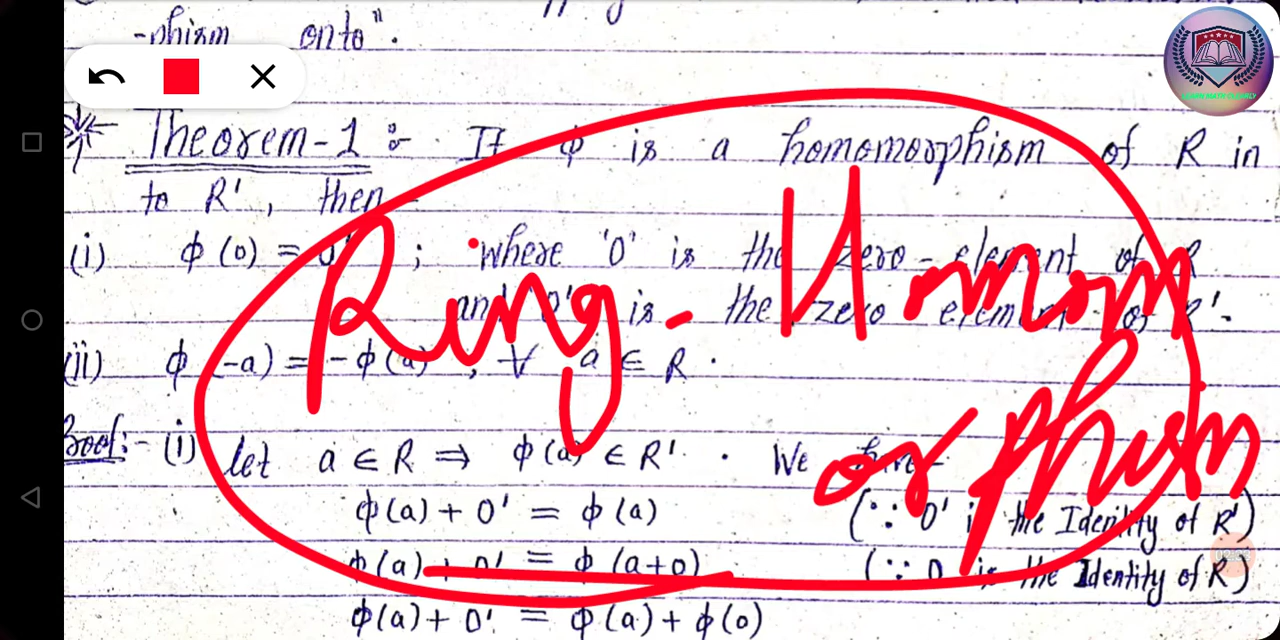 -phism onto".
Theorem-1 :- If ϕ is a homomorphism of R in
to R', then
(i) ϕ(0) = 0' ; where '0' is the zero-element of R
and 0' is the zero element of R'.
(ii) ϕ(-a) = -ϕ(a), ∀ a ∈ R.
Ring - Homom
orphism
Proof:- (i) let a ∈ R ⇒ ϕ(a) ∈ R'. We have
ϕ(a) + 0' = ϕ(a) (∵ 0' is the Identity of R')
ϕ(a) + 0' = ϕ(a+0) (∵ 0 is the Identity of R)
ϕ(a) + 0' = ϕ(a) + ϕ(0)